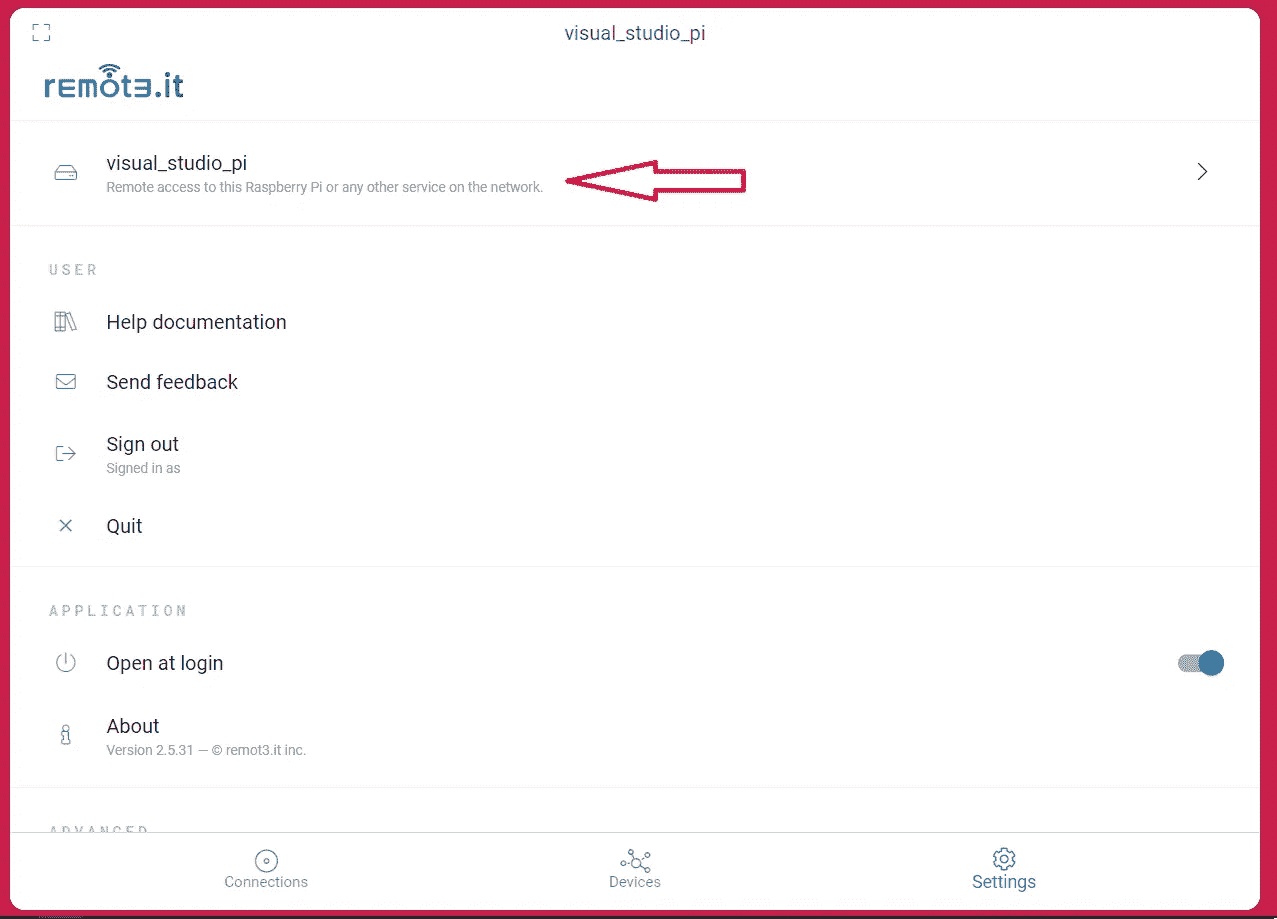 visual_studio_pi
remot3.it
visual_studio_pi
Remote access to this Raspberry Pi or any other service on the network.
USER
Help documentation
Send feedback
Sign out
Signed in as
Quit
APPLICATION
Open at login
About
Version 2.5.31 — © remot3.it inc.
ADVANCED
Connections
Devices
Settings